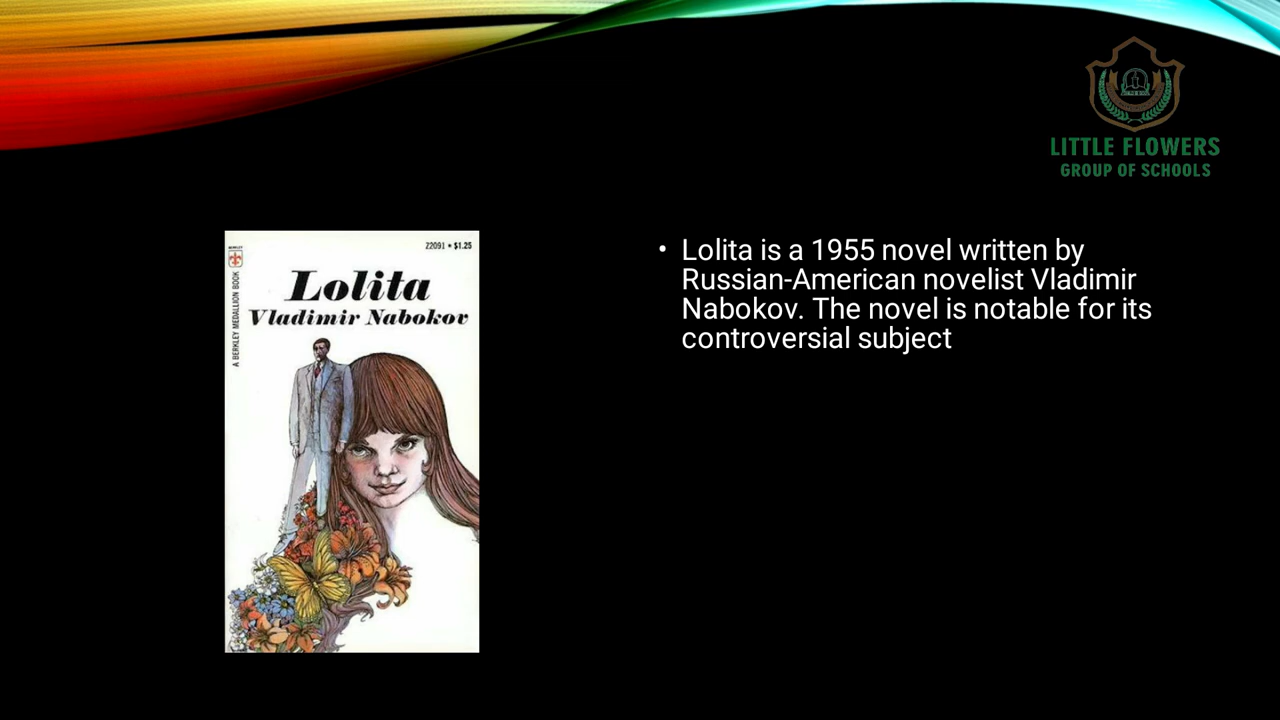 LITTLE FLOWERS
GROUP OF SCHOOLS
Z2091 • $1.25
A BERKLEY MEDALLION BOOK
Lolita
Vladimir Nabokov
• Lolita is a 1955 novel written by
Russian-American novelist Vladimir
Nabokov. The novel is notable for its
controversial subject